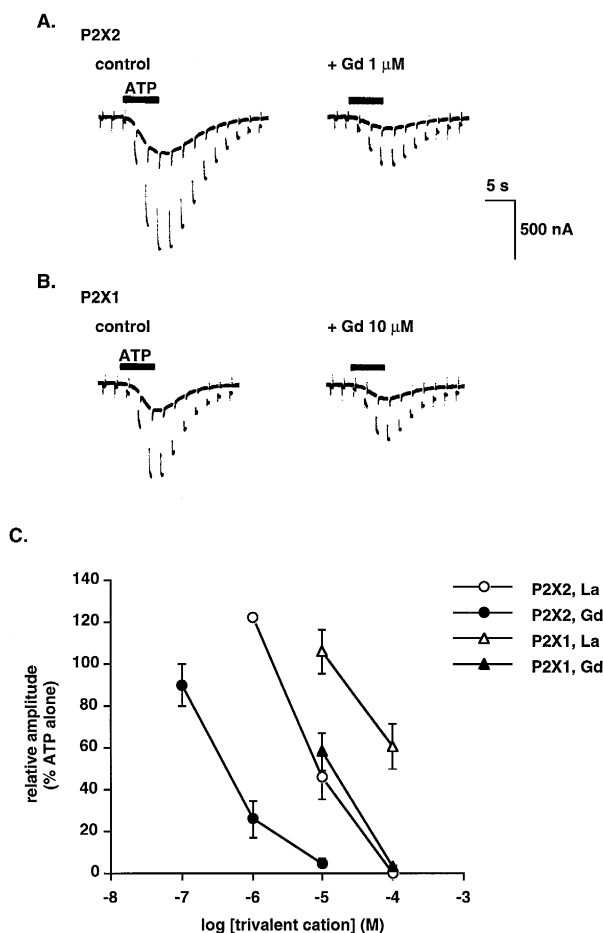 A.
P2X2
control
+ Gd 1 μM
ATP
5 s
500 nA
B.
P2X1
control
+ Gd 10 μM
ATP
C.
140
120
100
80
60
40
20
0
relative amplitude
(% ATP alone)
-8 -7 -6 -5 -4 -3
log [trivalent cation] (M)
P2X2, La
P2X2, Gd
P2X1, La
P2X1, Gd